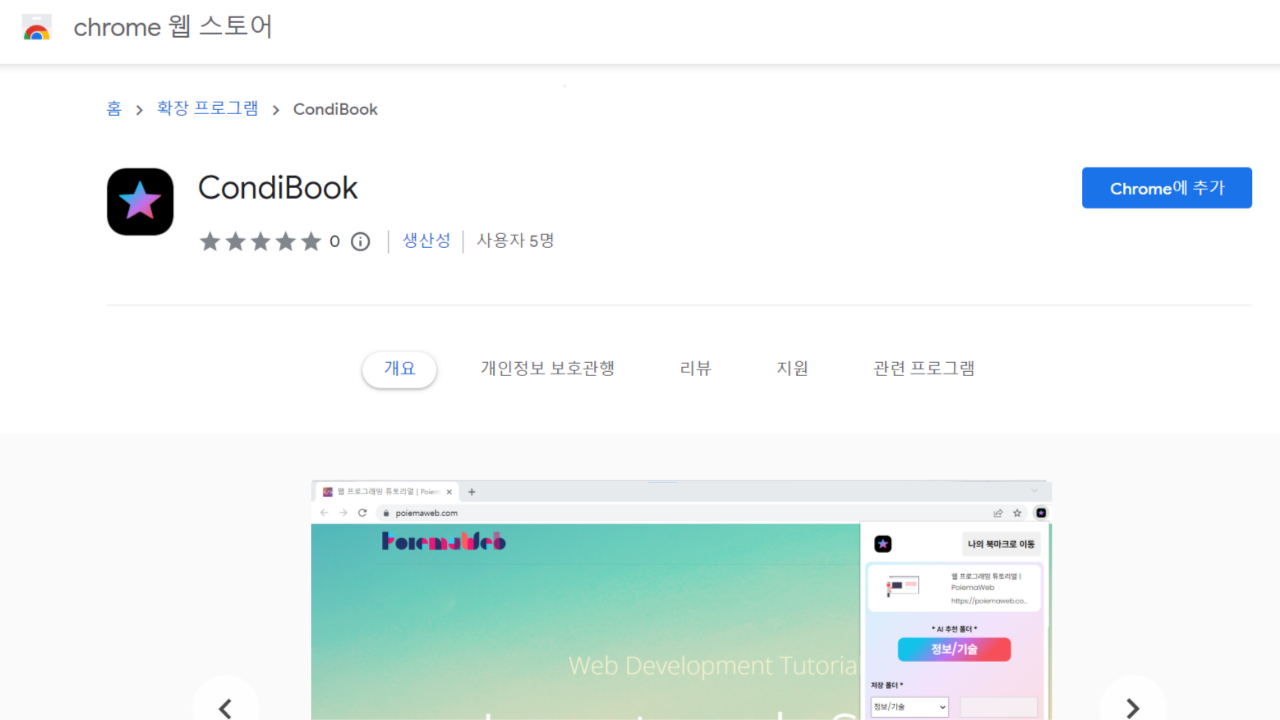 chrome 웹 스토어
홈 > 확장 프로그램 > CondiBook
CondiBook
Chrome에 추가
0
생산성
사용자 5명
개요
개인정보 보호관행
리뷰
지원
관련 프로그램
웹 프로그래밍 튜토리얼 | Poiem
poiemaweb.com
PoiemaWeb
나의 북마크로 이동
웹 프로그래밍 튜토리얼 |
PoiemaWeb
https://poiemaweb.co...
* AI 추천 폴더 *
정보/기술
Web Development Tutoria
저장 폴더 *
정보/기술